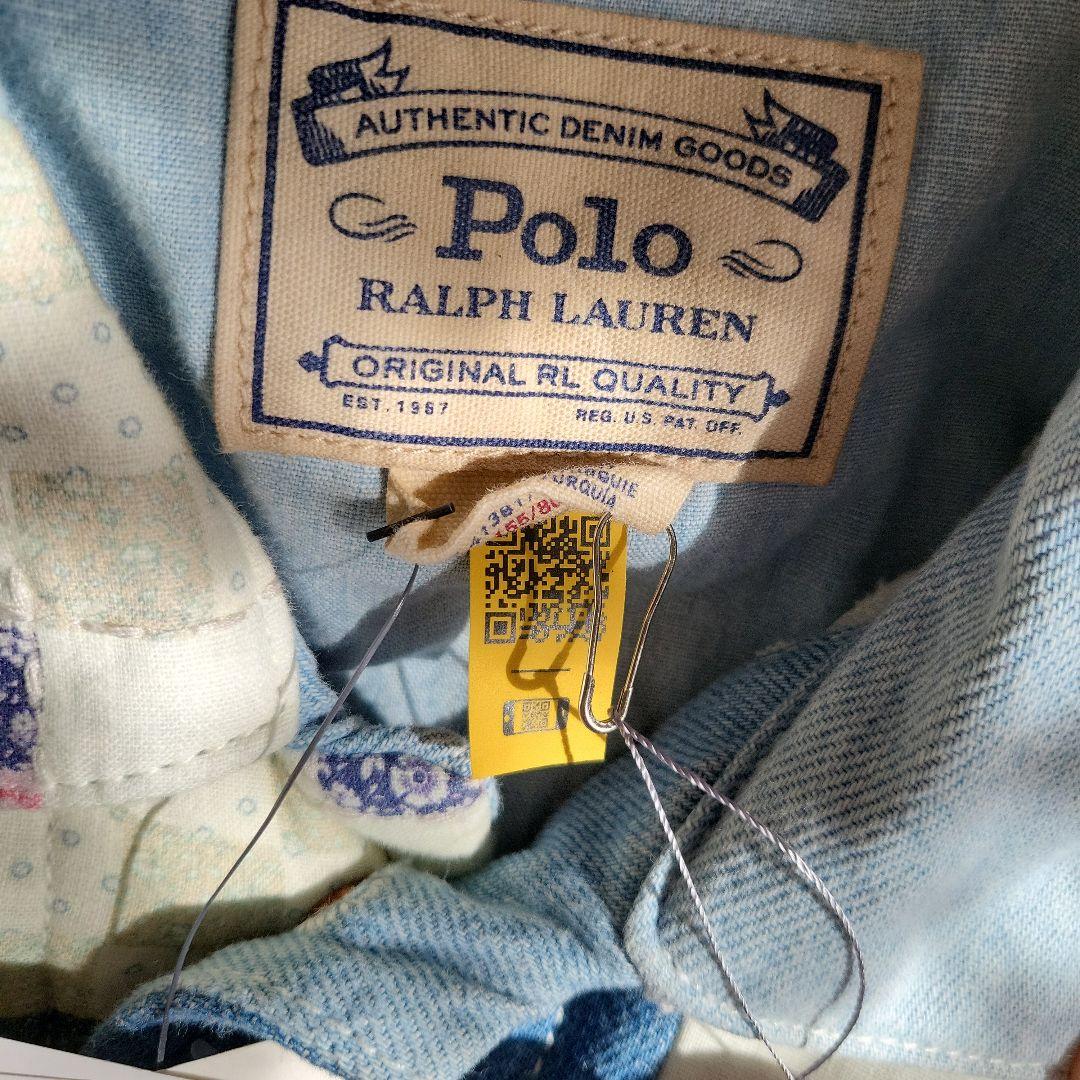 AUTHENTIC DENIM GOODS
Polo
RALPH LAUREN
ORIGINAL RL QUALITY
EST. 1967
REG. U.S. PAT. OFF.